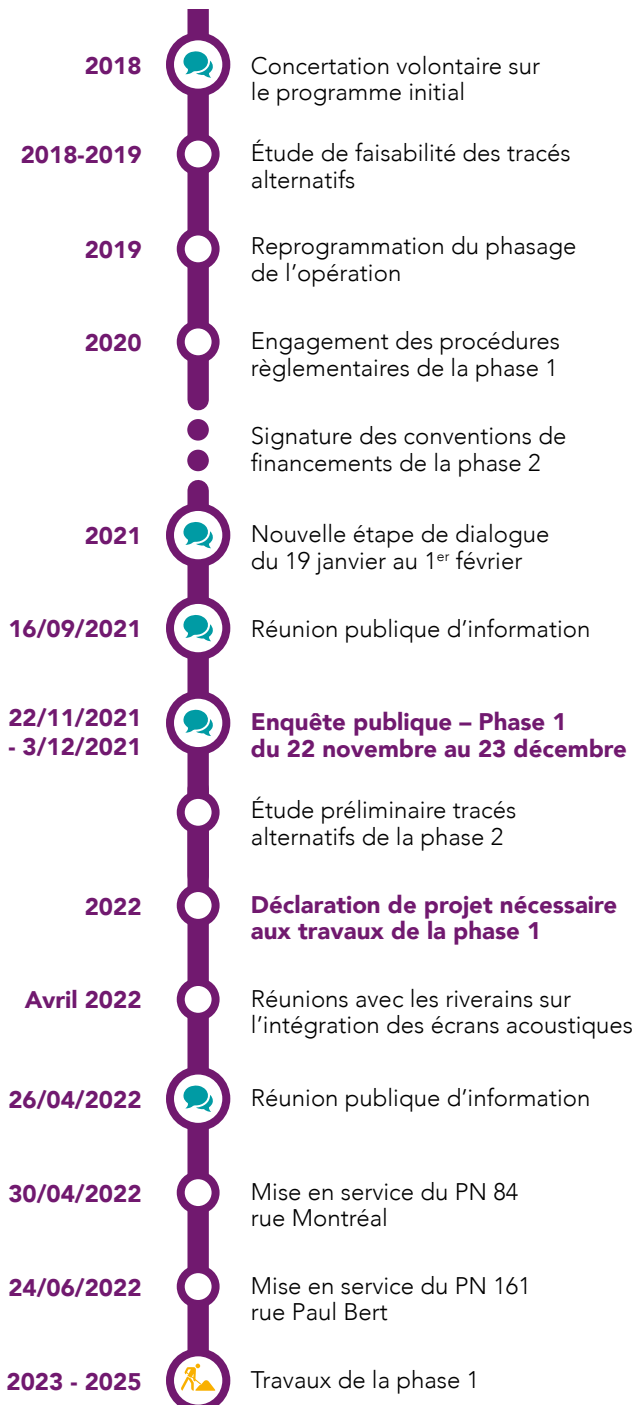 2018
Concertation volontaire sur
le programme initial
2018-2019
Étude de faisabilité des tracés
alternatifs
2019
Reprogrammation du phasage
de l’opération
2020
Engagement des procédures
règlementaires de la phase 1
Signature des conventions de
financements de la phase 2
2021
Nouvelle étape de dialogue
du 19 janvier au 1er février
16/09/2021
Réunion publique d’information
22/11/2021
- 3/12/2021
Enquête publique – Phase 1
du 22 novembre au 23 décembre
Étude préliminaire tracés
alternatifs de la phase 2
2022
Déclaration de projet nécessaire
aux travaux de la phase 1
Avril 2022
Réunions avec les riverains sur
l’intégration des écrans acoustiques
26/04/2022
Réunion publique d’information
30/04/2022
Mise en service du PN 84
rue Montréal
24/06/2022
Mise en service du PN 161
rue Paul Bert
2023 - 2025
Travaux de la phase 1